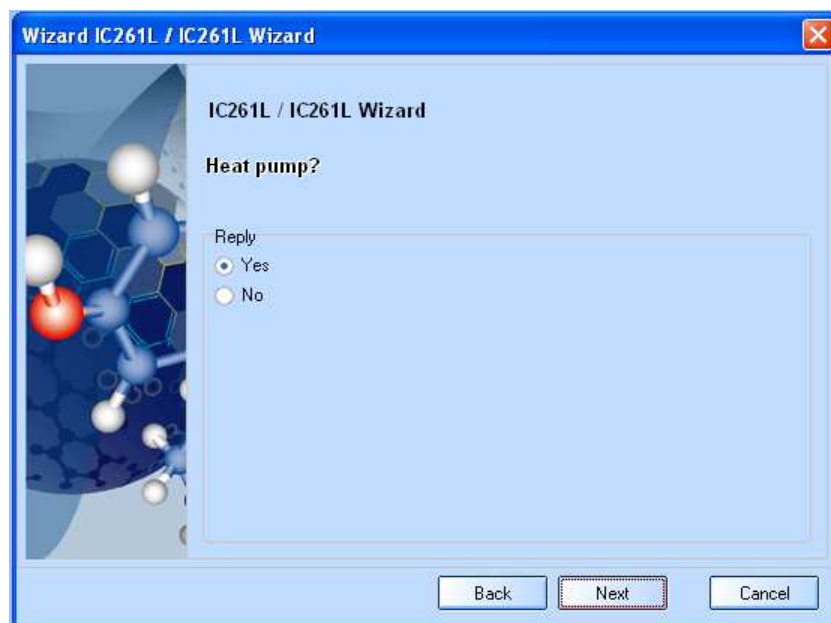 Wizard IC261L / IC261L Wizard
IC261L / IC261L Wizard
Heat pump?
Reply
Yes
No
Back Next Cancel